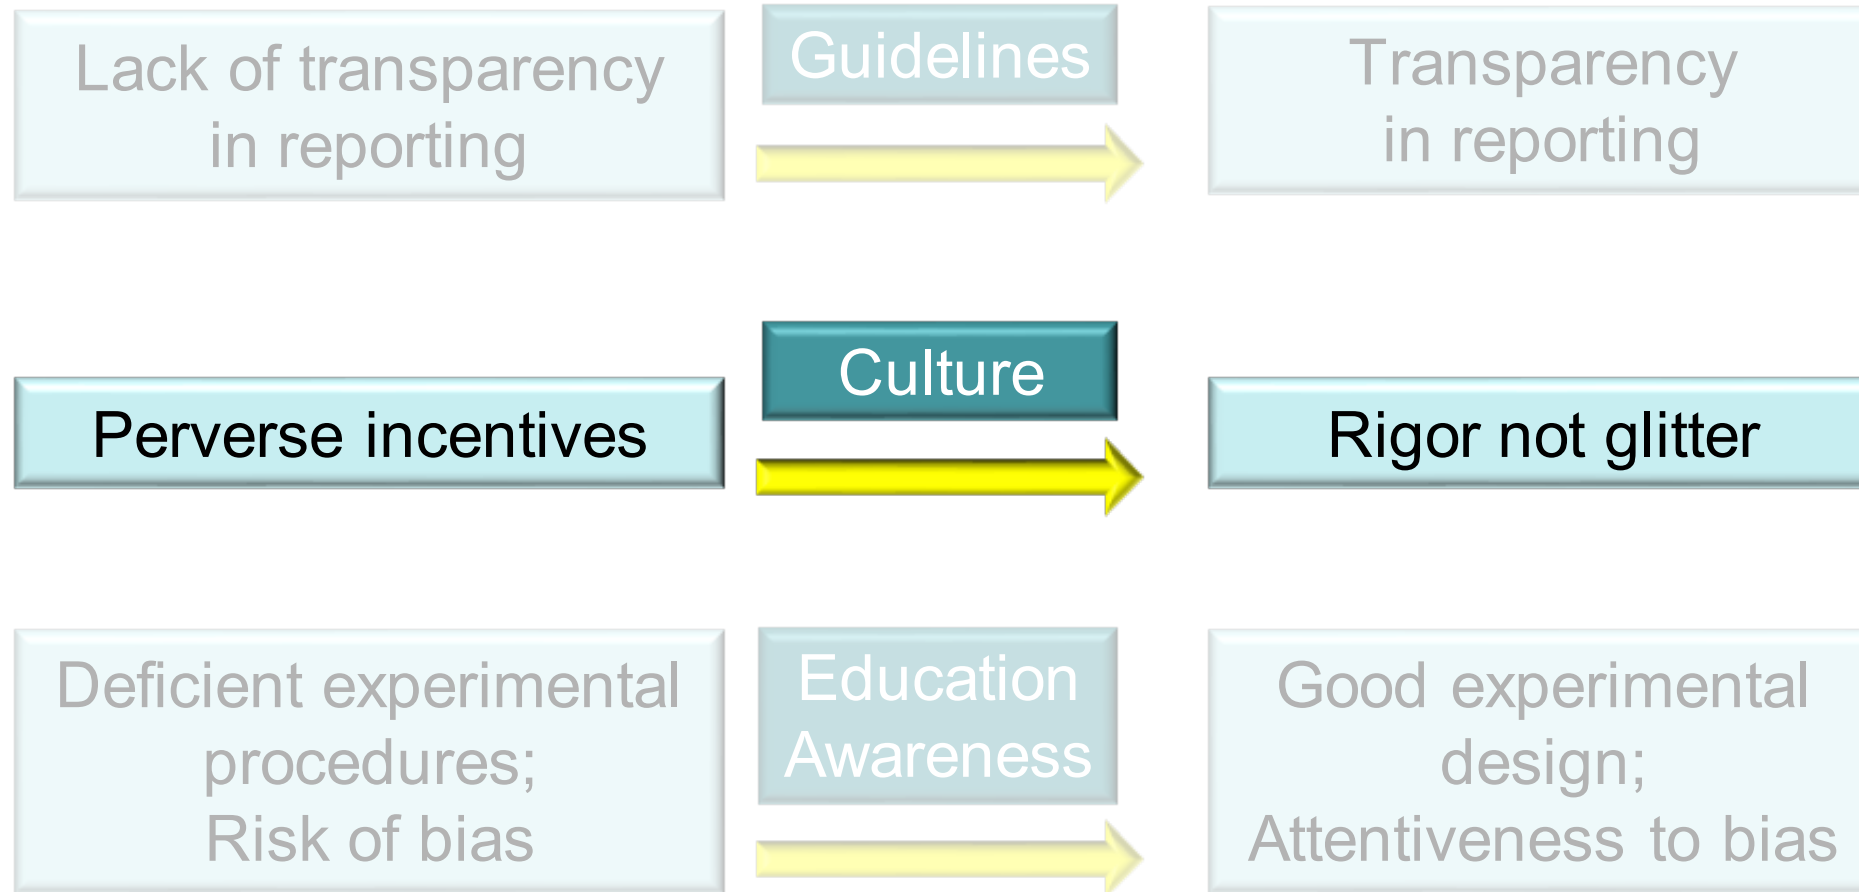 Lack of transparency
in reporting
Guidelines
Transparency
in reporting
Perverse incentives
Culture
Rigor not glitter
Deficient experimental
procedures;
Risk of bias
Education
Awareness
Good experimental
design;
Attentiveness to bias